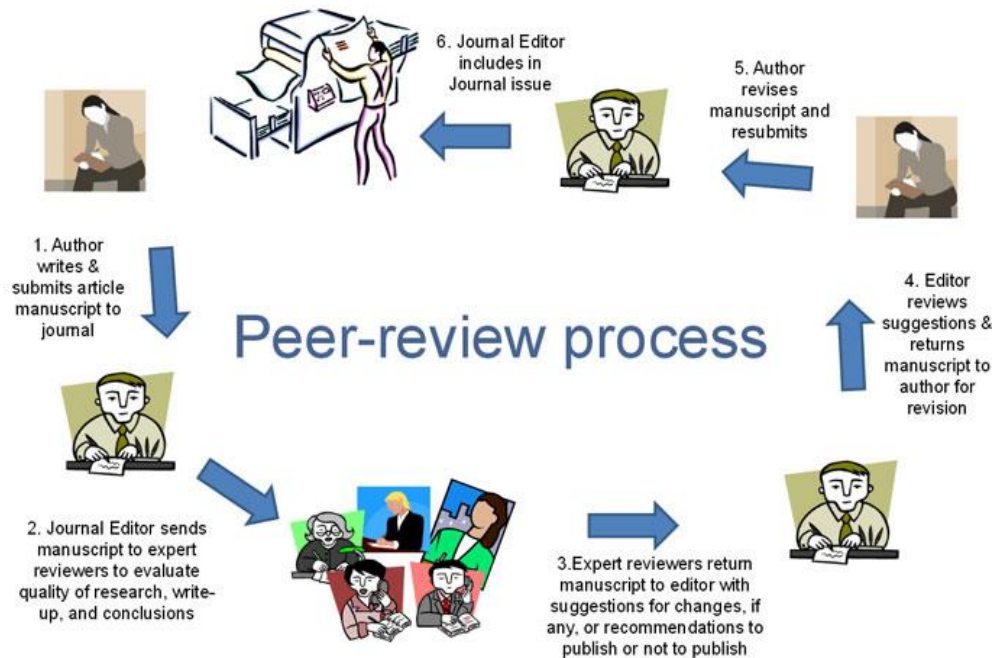 Peer-review process
1. Author
writes &
submits article
manuscript to
journal
2. Journal Editor sends
manuscript to expert
reviewers to evaluate
quality of research, write-
up, and conclusions
3.Expert reviewers return
manuscript to editor with
suggestions for changes, if
any, or recommendations to
publish or not to publish
4. Editor
reviews
suggestions &
returns
manuscript to
author for
revision
5. Author
revises
manuscript and
resubmits
6. Journal Editor
includes in
Journal issue